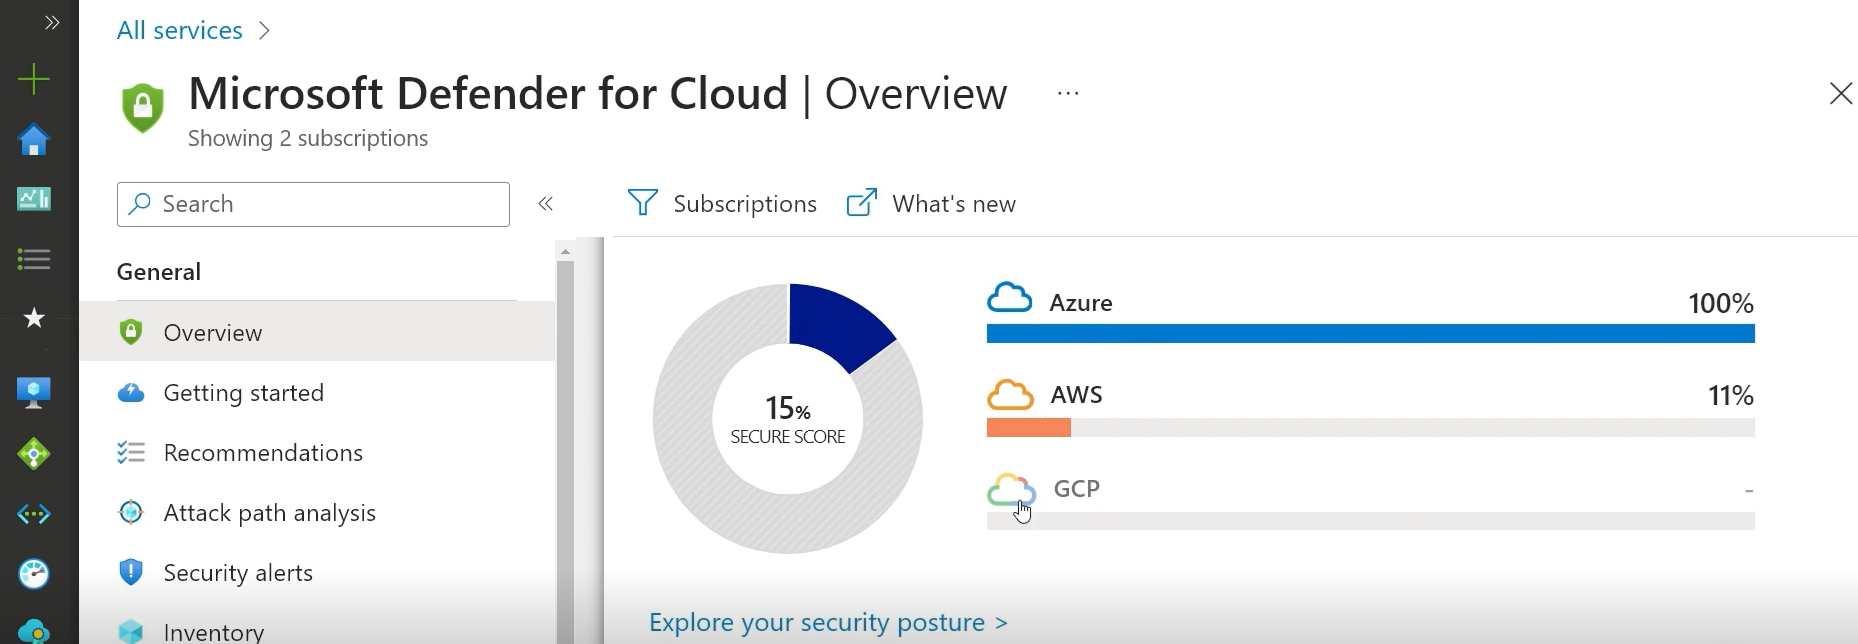 All services >
Microsoft Defender for Cloud | Overview ...
Showing 2 subscriptions
Search
«
Subscriptions
What's new
General
Overview
Getting started
Recommendations
Attack path analysis
Security alerts
Inventory
15%
SECURE SCORE
Azure 100%
AWS 11%
GCP -
Explore your security posture >